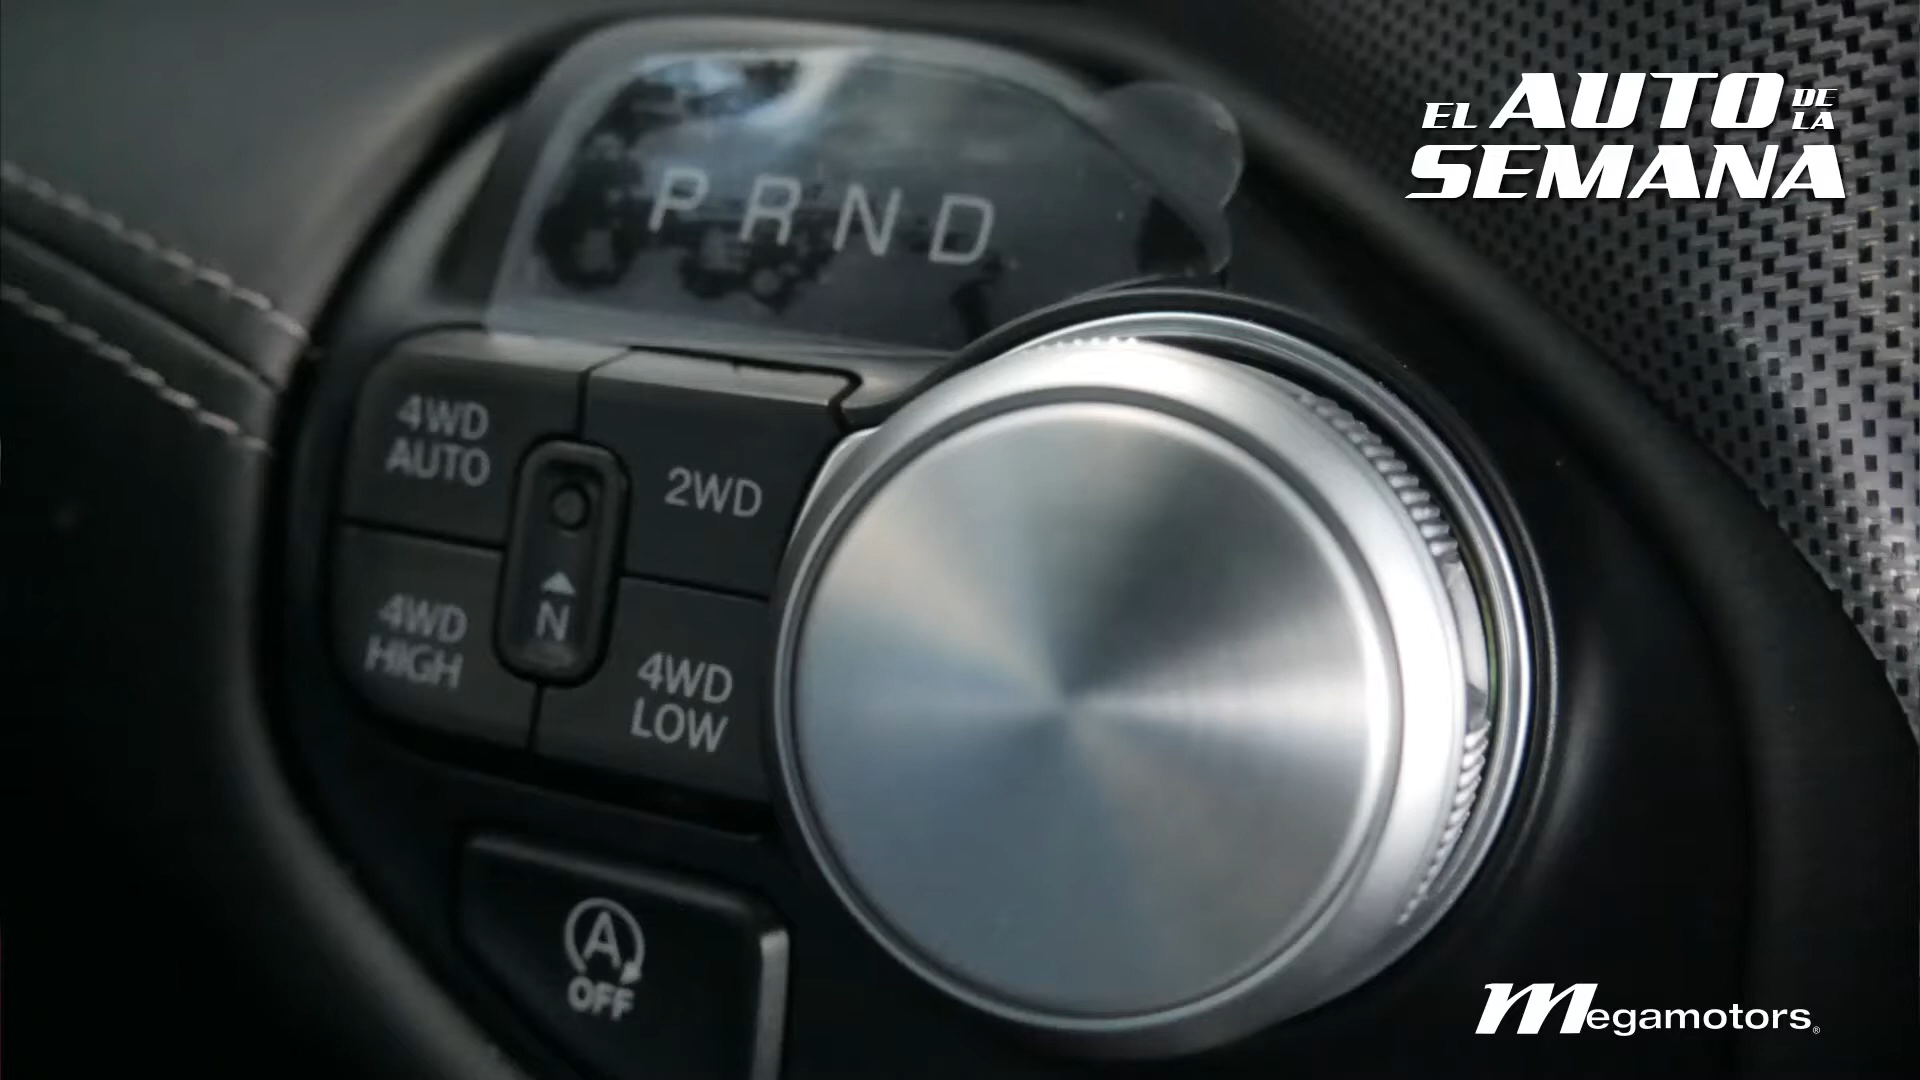 EL AUTO DE LA
SEMANA
P R N D
4WD
AUTO
2WD
N
4WD
HIGH
4WD
LOW
A
OFF
Megamotors®